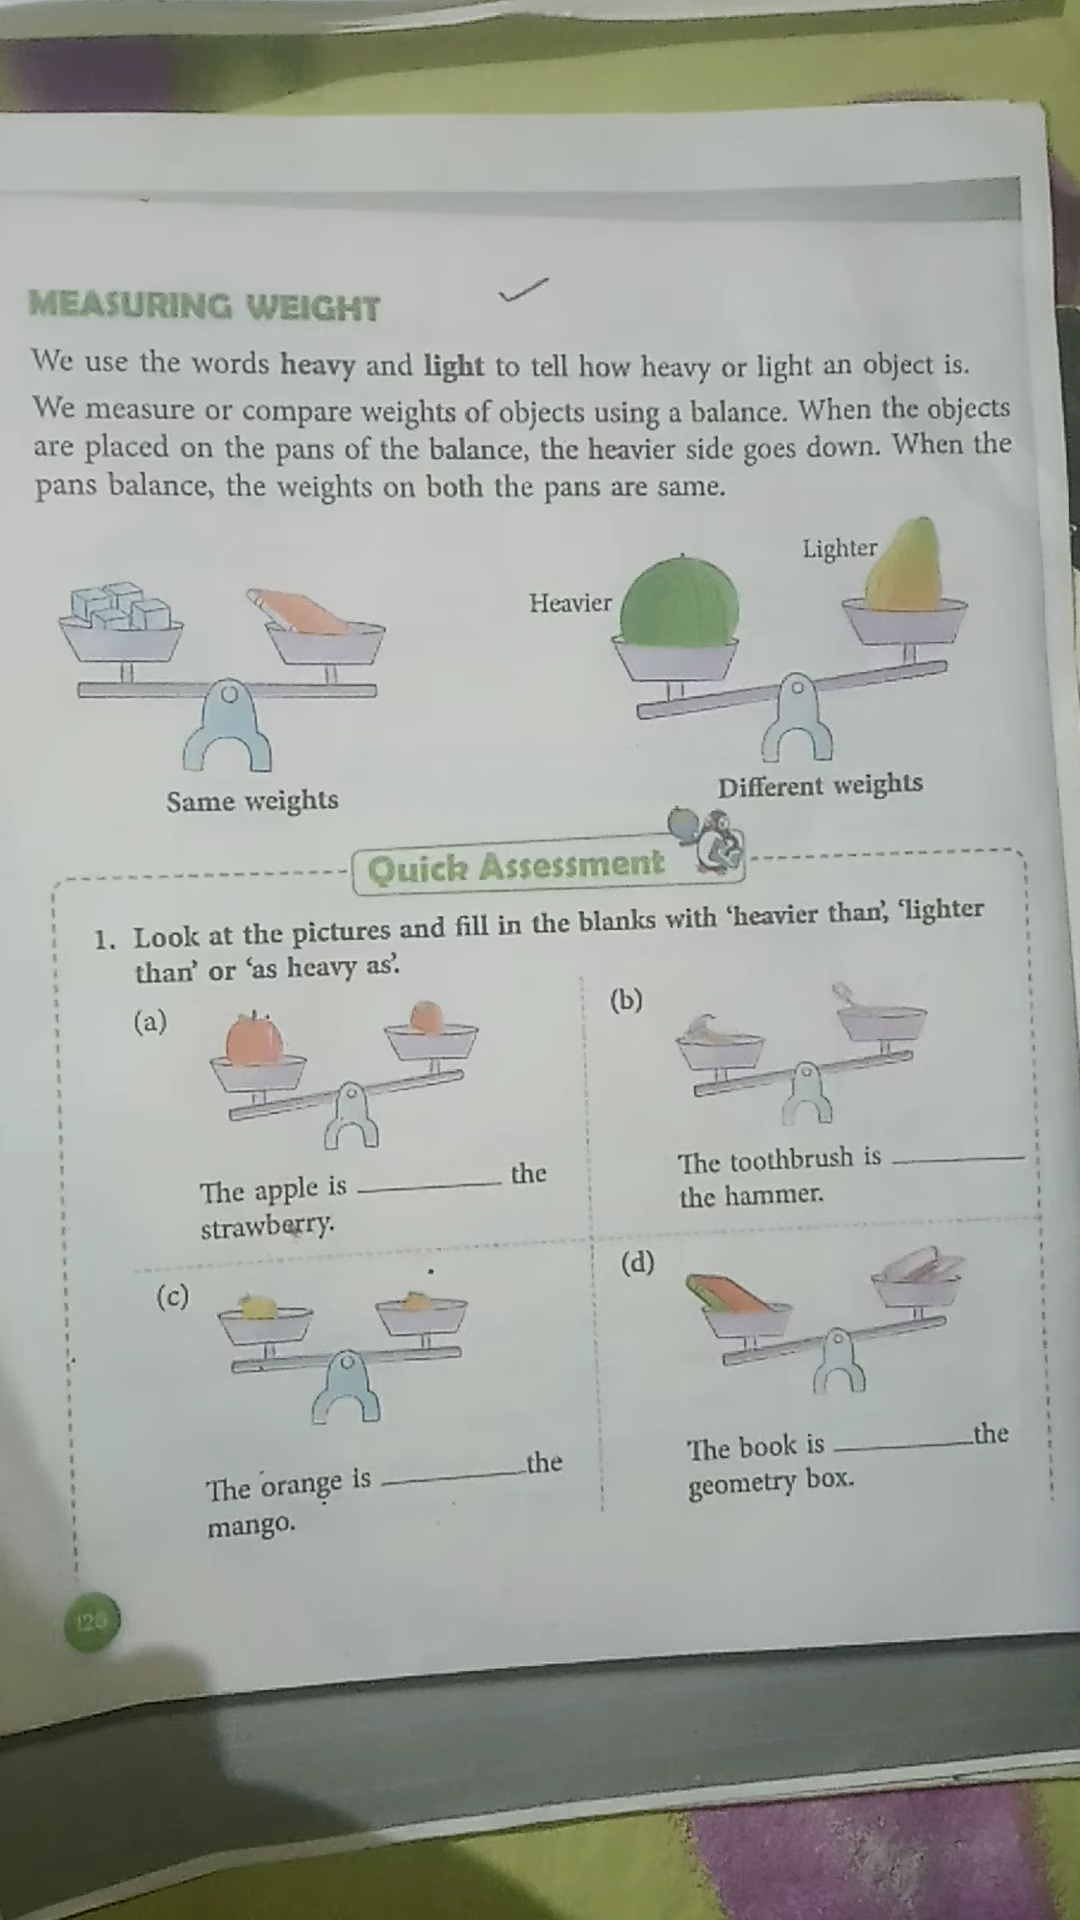 MEASURING WEIGHT
We use the words heavy and light to tell how heavy or light an object is.
We measure or compare weights of objects using a balance. When the objects
are placed on the pans of the balance, the heavier side goes down. When the
pans balance, the weights on both the pans are same.
Lighter
Heavier
Same weights
Different weights
Quick Assessment
1. Look at the pictures and fill in the blanks with ‘heavier than’, ‘lighter
than’ or ‘as heavy as’.
(a)
(b)
The apple is __________ the
strawberry.
The toothbrush is __________
the hammer.
(c)
(d)
The orange is __________ the
mango.
The book is __________ the
geometry box.